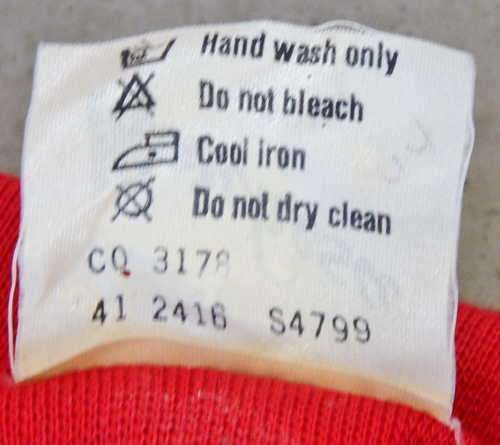 Hand wash only
Do not bleach
Cool iron
Do not dry clean
CQ 3178
41 2416 S4799